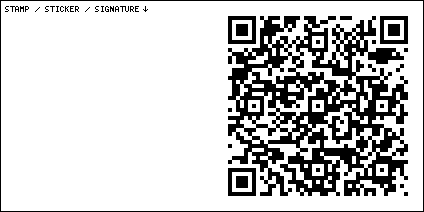 STAMP / STICKER / SIGNATURE ↓